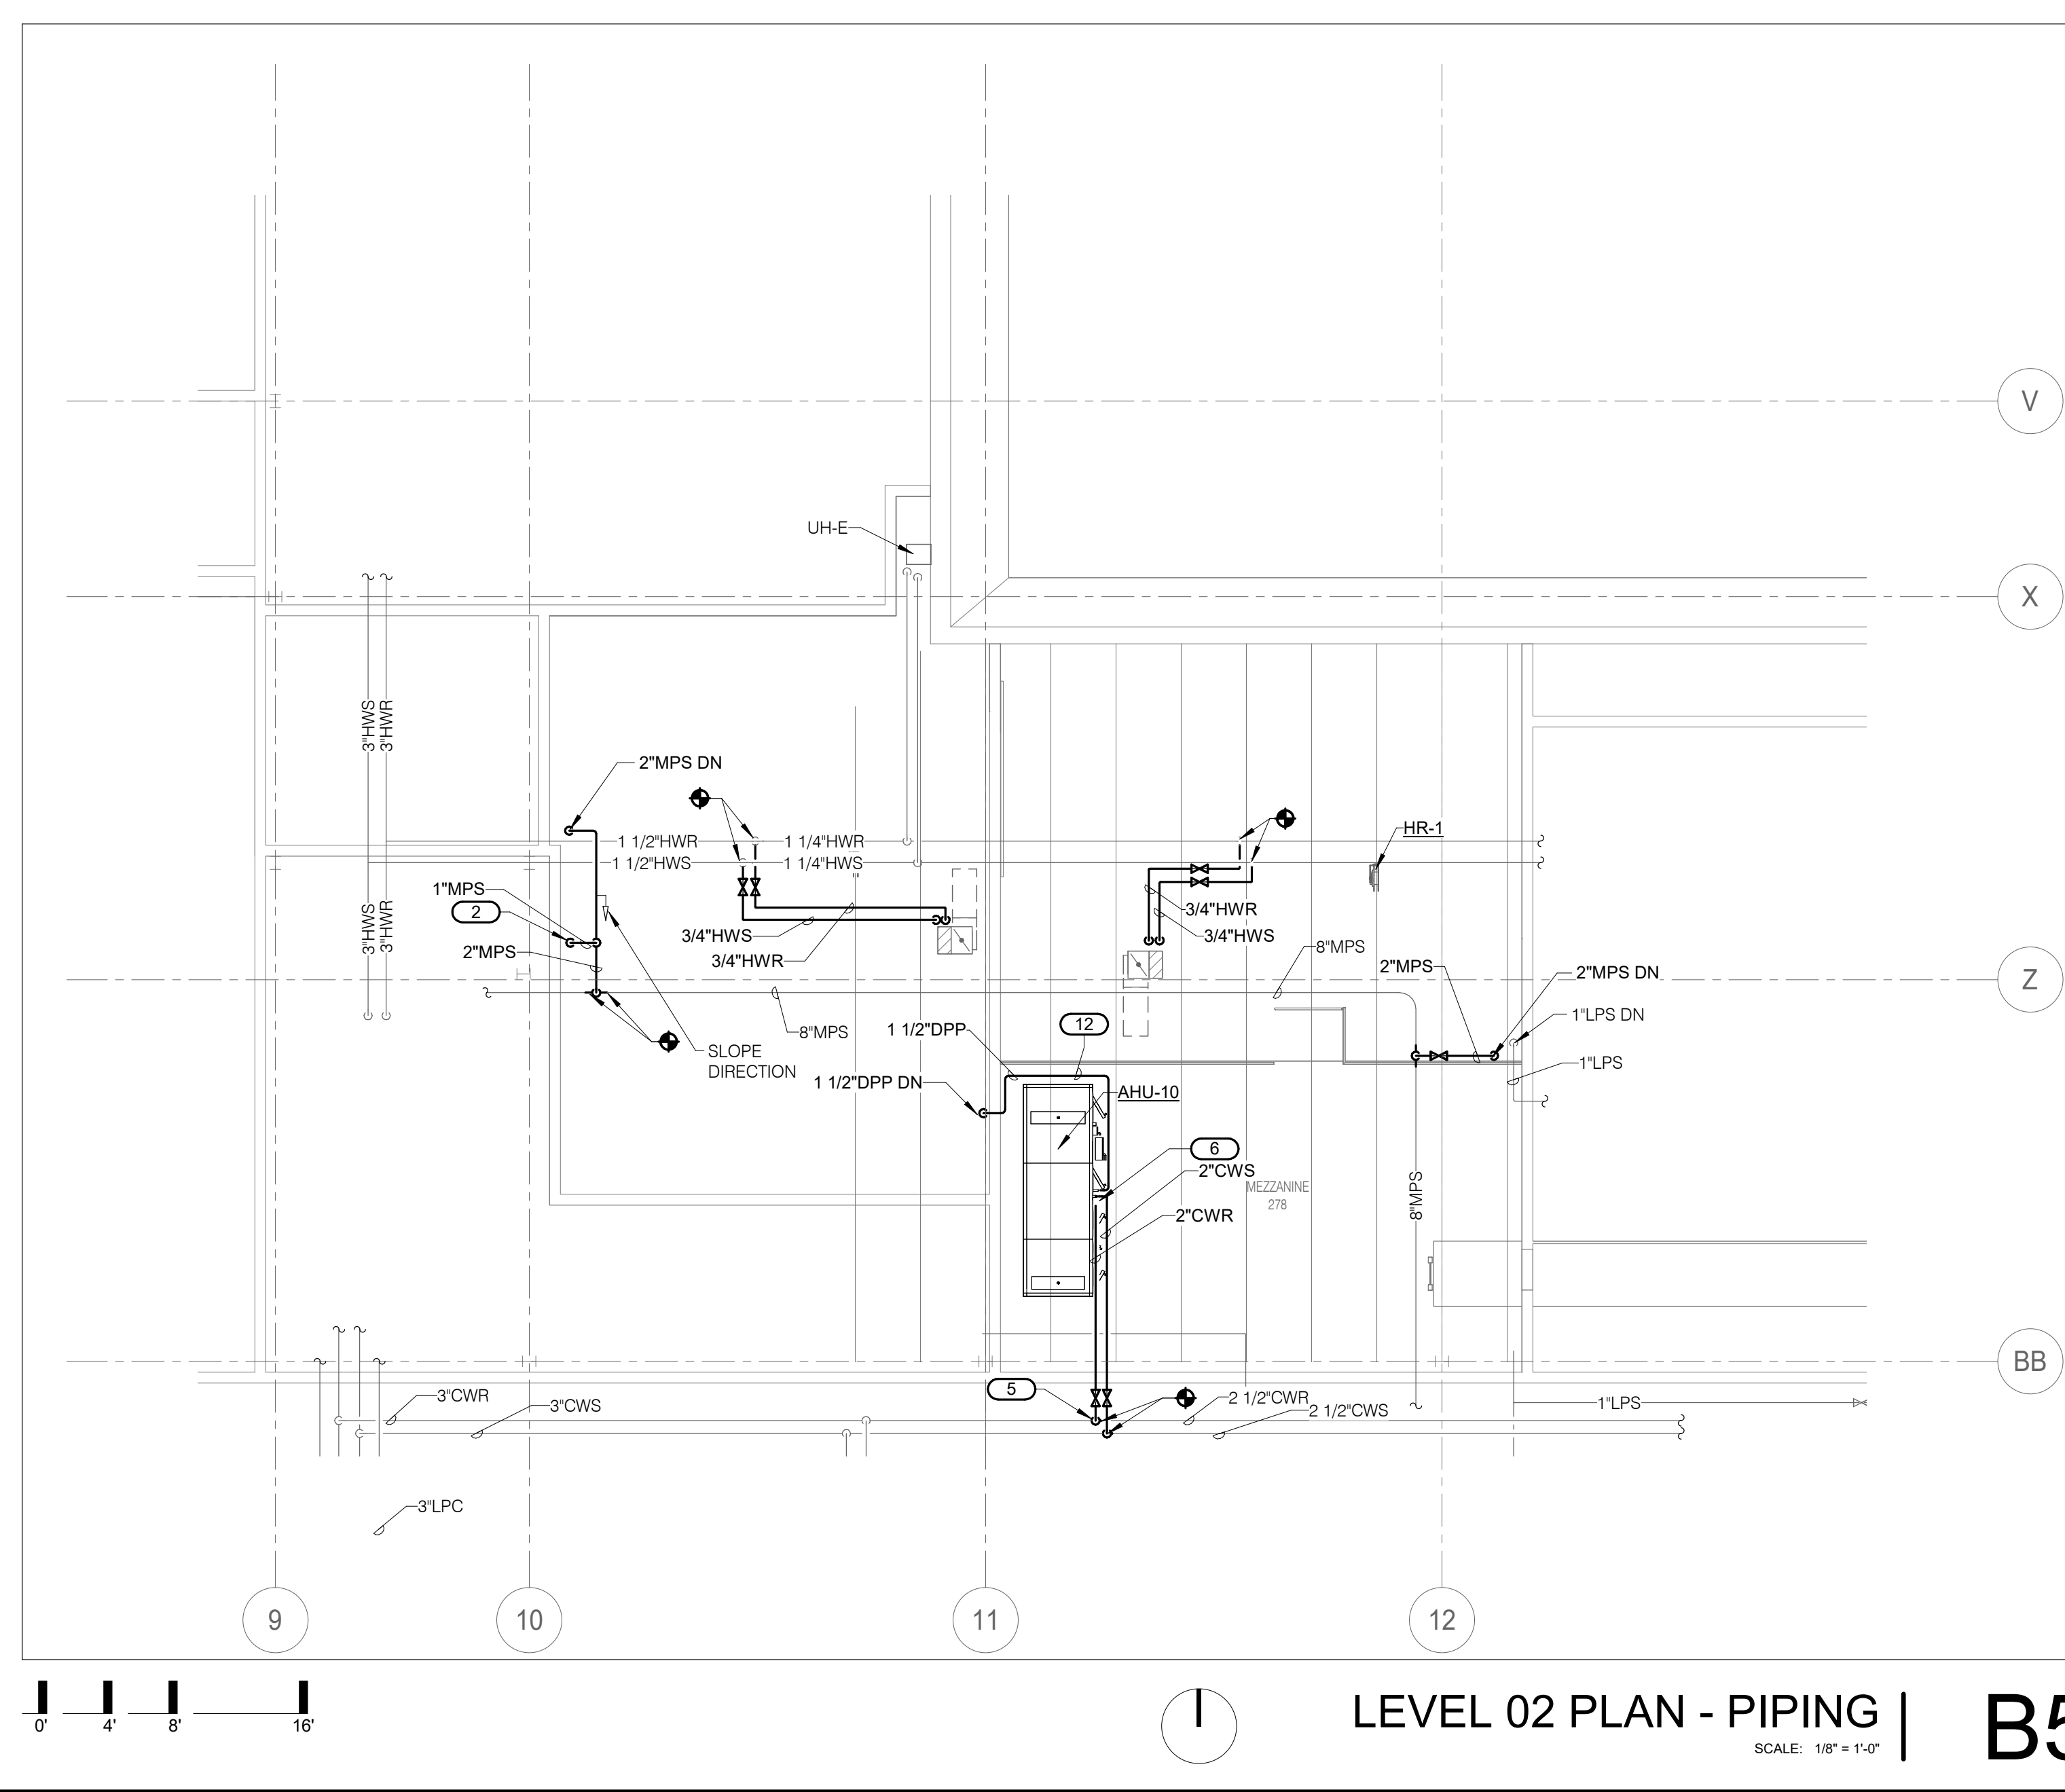 V
UH-E
X
3"HWS
3"HWR
2"MPS DN
1 1/2"HWR
1 1/4"HWR
HR-1
1 1/2"HWS
1 1/4"HWS
1"MPS
2
3"HWS
3"HWR
3/4"HWS
3/4"HWR
3/4"HWR
3/4"HWS
2"MPS
8"MPS
2"MPS
2"MPS DN
Z
1"LPS DN
8"MPS
1 1/2"DPP
12
SLOPE
DIRECTION
1"LPS
1 1/2"DPP DN
AHU-10
6
2"CWS
MEZZANINE
278
8"MPS
2"CWR
BB
5
3"CWR
3"CWS
2 1/2"CWR
2 1/2"CWS
1"LPS
3"LPC
9
10
11
12
0'
4'
8'
16'
LEVEL 02 PLAN - PIPING
SCALE: 1/8" = 1'-0"
B5